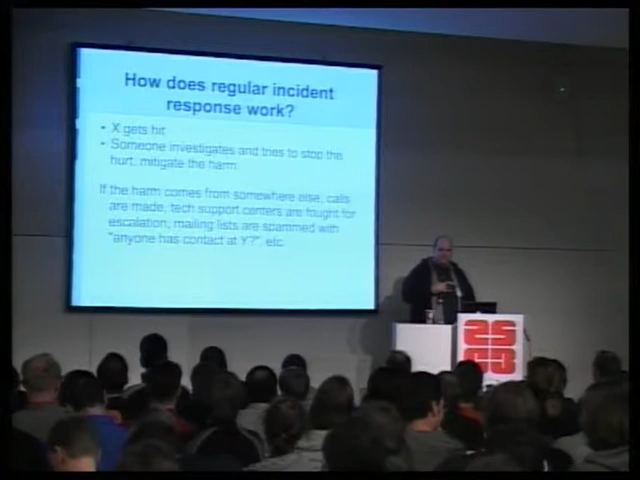 How does regular incident
response work?
• X gets hit
• Someone investigates and tries to stop the
hurt, mitigate the harm.
If the harm comes from somewhere else, calls
are made, tech support centers are fought for
escalation, mailing lists are spammed with
"anyone has contact at Y?", etc.
25
C3